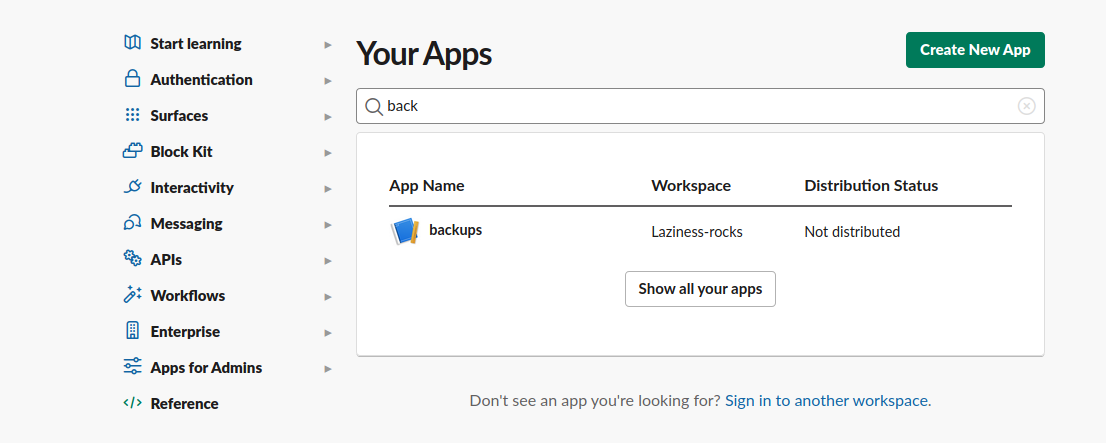 Start learning
Authentication
Surfaces
Block Kit
Interactivity
Messaging
APIs
Workflows
Enterprise
Apps for Admins
Reference
Your Apps
Create New App
back
App Name Workspace Distribution Status
backups Laziness-rocks Not distributed
Show all your apps
Don't see an app you're looking for? Sign in to another workspace.